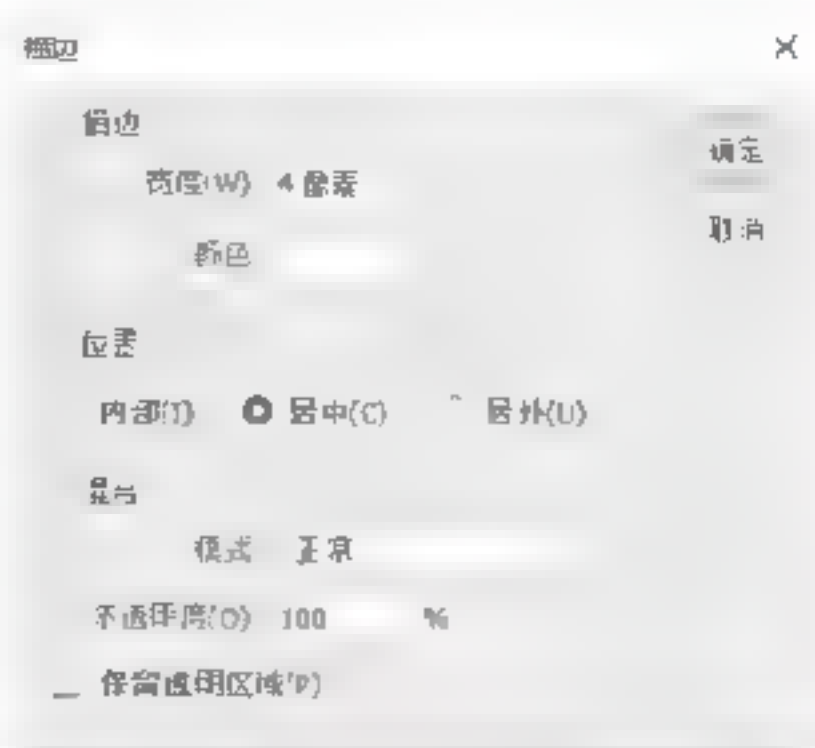 描边
描边
确定
宽度(W) 4 像素
取消
颜色
位置
内部(I) 居中(C) 居外(U)
混合
模式 正常
不透明度(O) 100 %
保留透明区域(P)